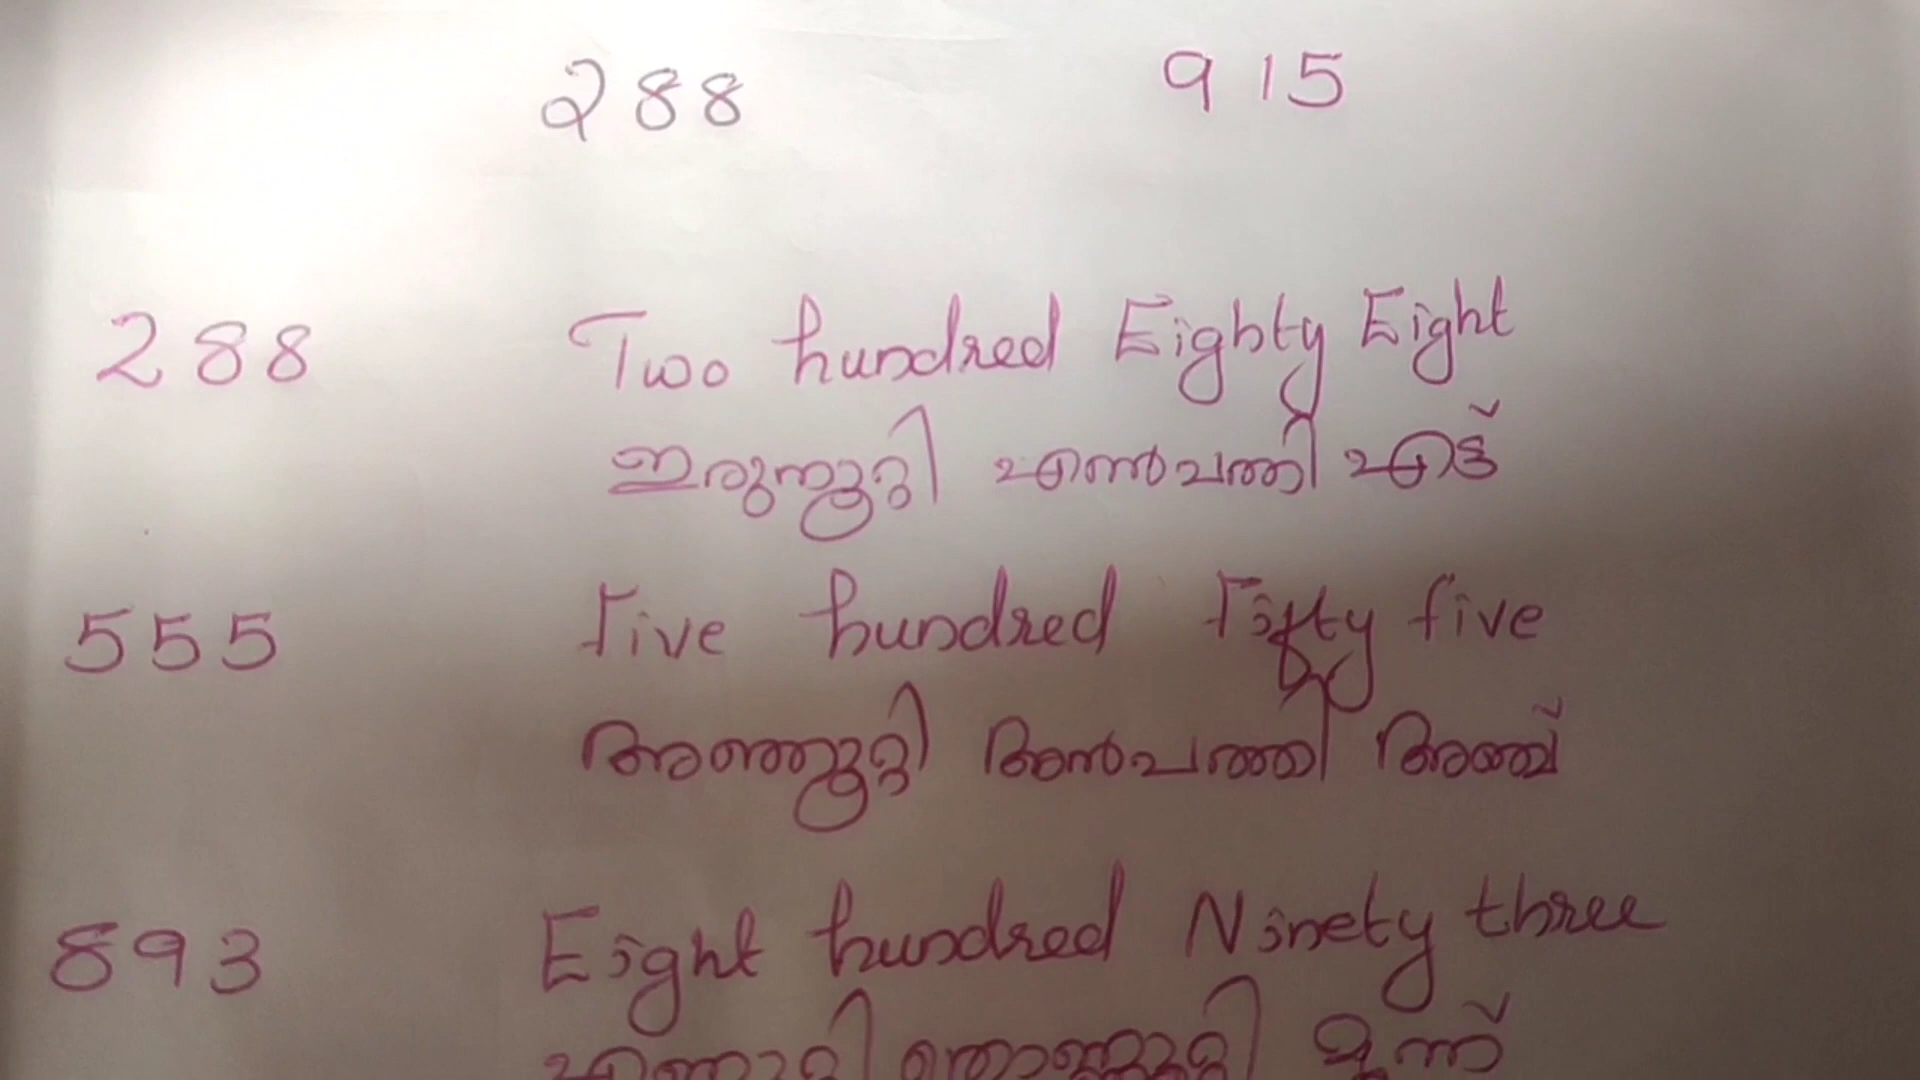 288 915
288 Two hundred Eighty Eight
ഇരുനൂറ്റി എൺപത്തി എട്ട്
555 Five hundred Fifty five
അഞ്ഞൂറ്റി അൻപത്തി അഞ്ച്
893 Eight hundred Ninety three
എണ്ണൂറ്റി തൊണ്ണൂറ്റി മൂന്ന്